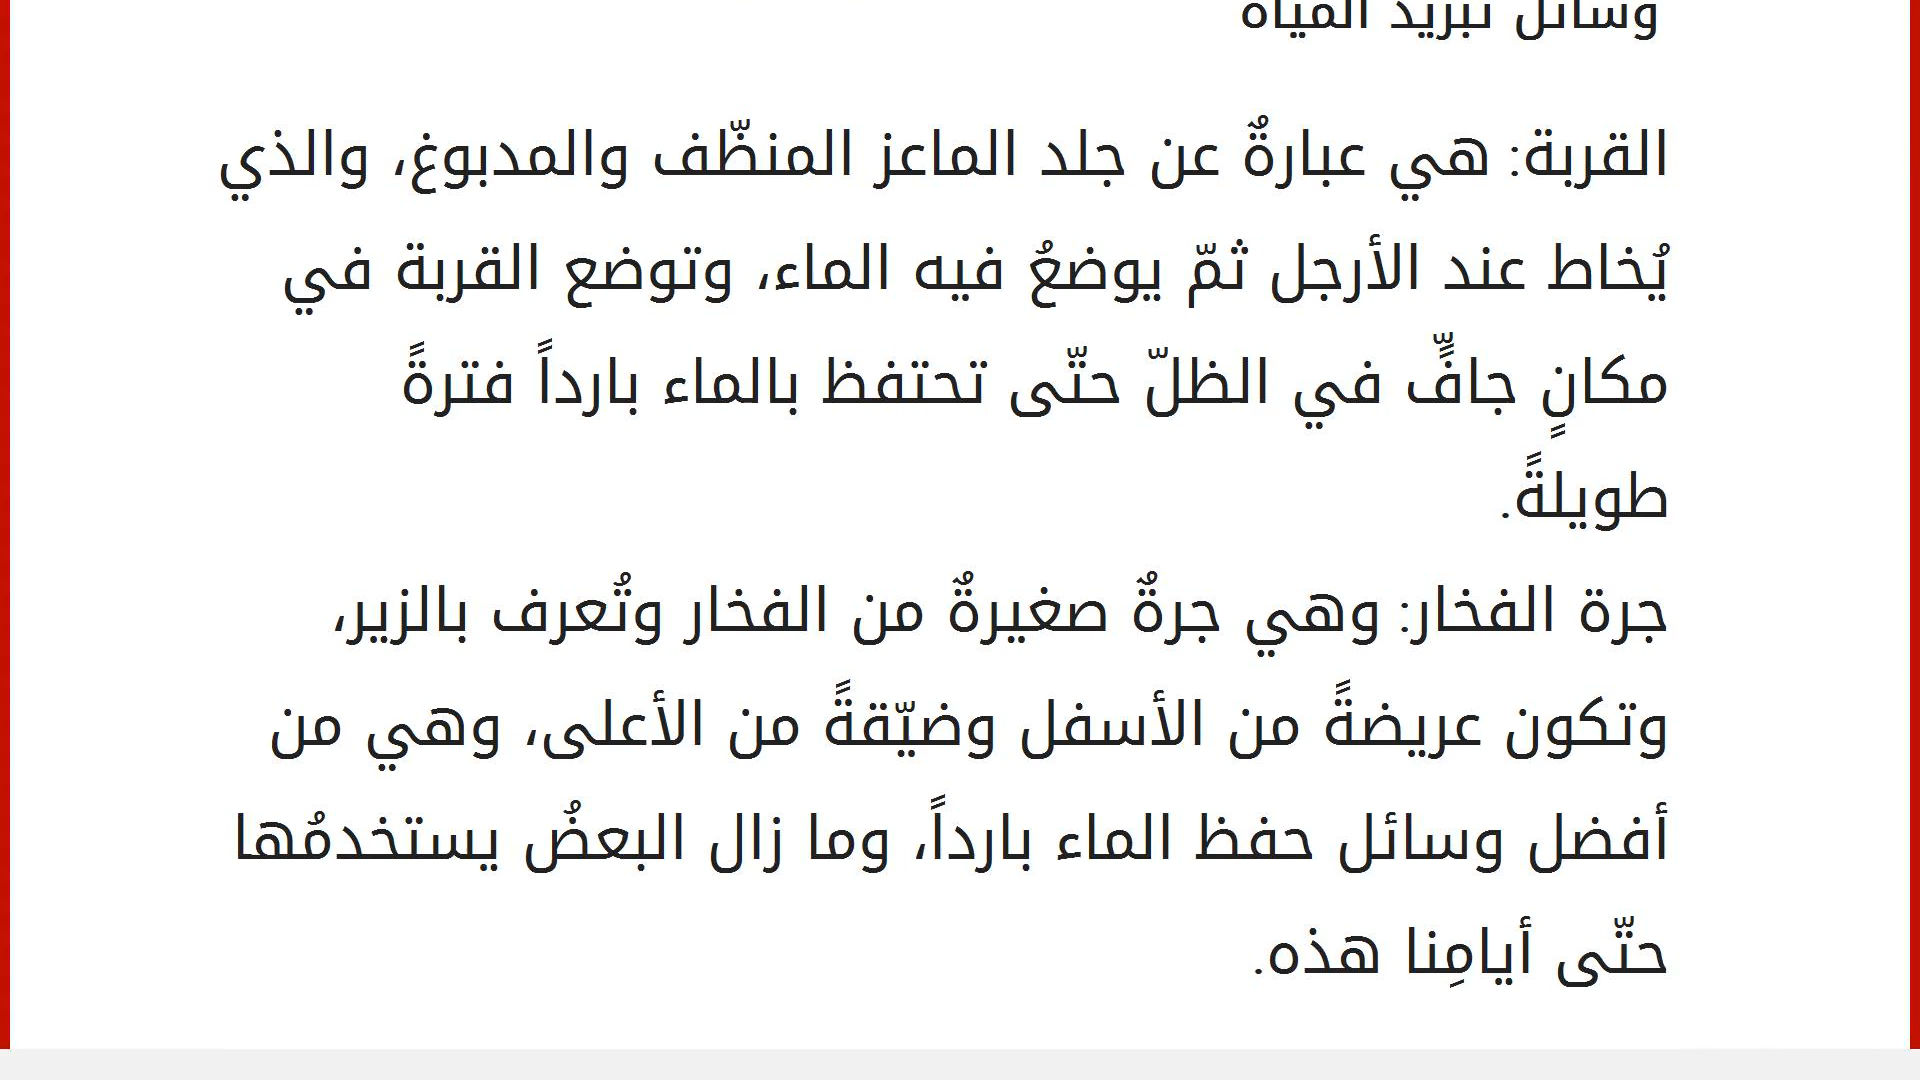 وسائل تبريد المياه
القربة: هي عبارةٌ عن جلد الماعز المنظّف والمدبوغ، والذي
يُخاط عند الأرجل ثمّ يوضعُ فيه الماء، وتوضع القربة في
مكانٍ جافٍّ في الظلّ حتّى تحتفظ بالماء بارداً فترةً
طويلةً.
جرة الفخار: وهي جرةٌ صغيرةٌ من الفخار وتُعرف بالزير،
وتكون عريضةً من الأسفل وضيّقةً من الأعلى، وهي من
أفضل وسائل حفظ الماء بارداً، وما زال البعضُ يستخدمُها
حتّى أيامِنا هذه.